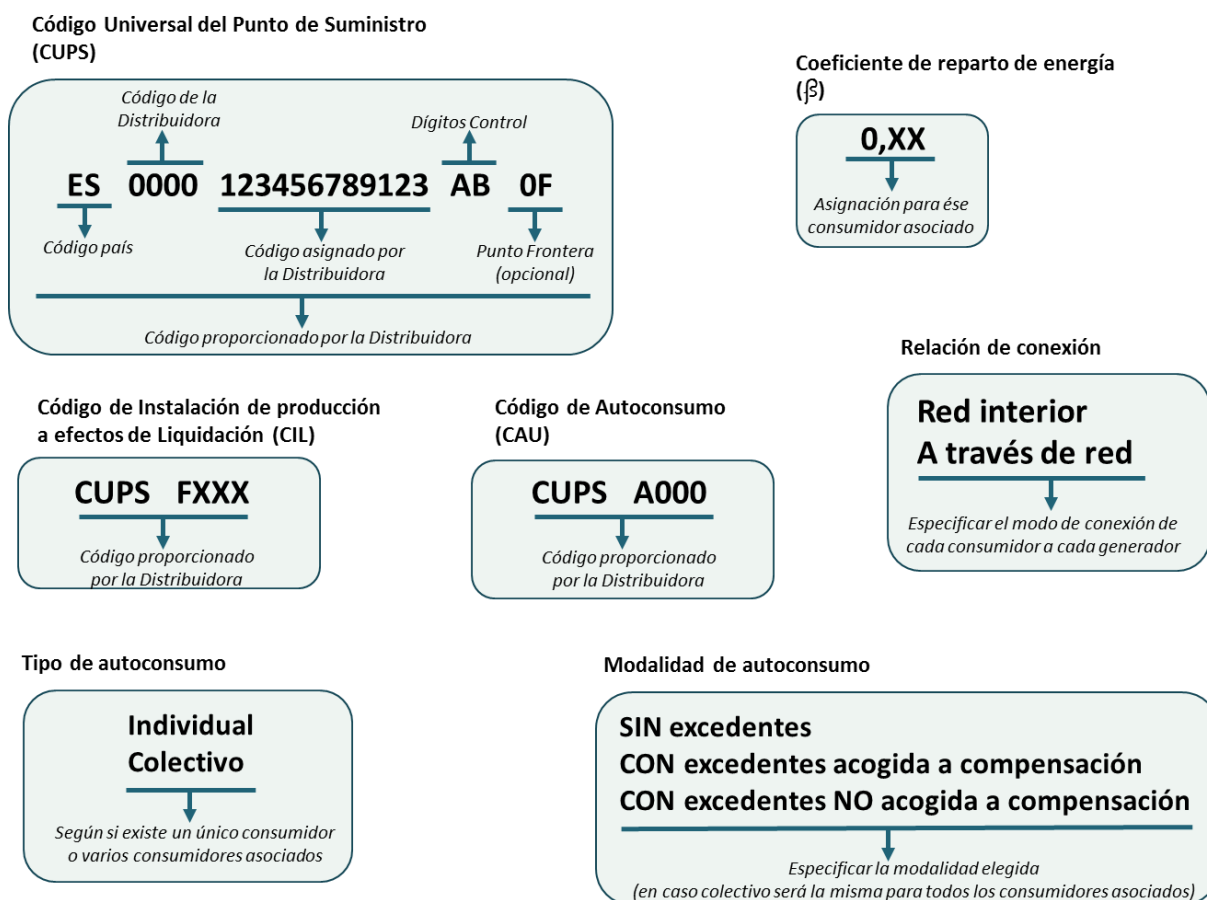 Código Universal del Punto de Suministro
(CUPS)
Código de la
Distribuidora
Dígitos Control
ES 0000 123456789123 AB 0F
Código país
Código asignado por
la Distribuidora
Punto Frontera
(opcional)
Código proporcionado por la Distribuidora
Coeficiente de reparto de energía
(β)
0,XX
Asignación para ése
consumidor asociado
Relación de conexión
Red interior
A través de red
Especificar el modo de conexión de
cada consumidor a cada generador
Código de Instalación de producción
a efectos de Liquidación (CIL)
CUPS FXXX
Código proporcionado
por la Distribuidora
Código de Autoconsumo
(CAU)
CUPS A000
Código proporcionado
por la Distribuidora
Tipo de autoconsumo
Individual
Colectivo
Según si existe un único consumidor
o varios consumidores asociados
Modalidad de autoconsumo
SIN excedentes
CON excedentes acogida a compensación
CON excedentes NO acogida a compensación
Especificar la modalidad elegida
(en caso colectivo será la misma para todos los consumidores asociados)